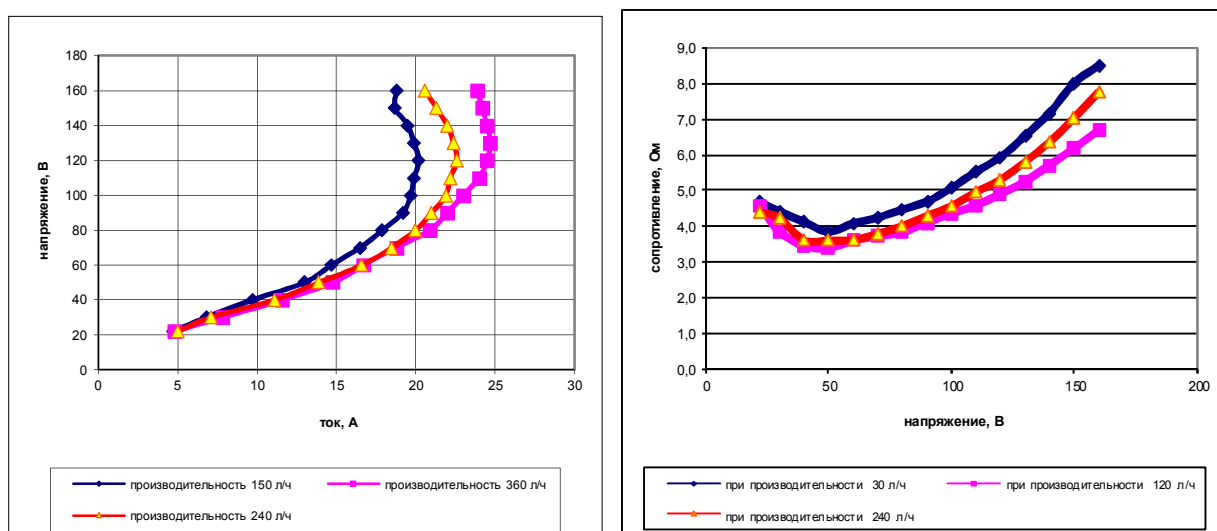 напряжение, В
180
160
140
120
100
80
60
40
20
0
0 5 10 15 20 25 30
ток, А
производительность 150 л/ч
производительность 360 л/ч
производительность 240 л/ч
сопротивление, Ом
9,0
8,0
7,0
6,0
5,0
4,0
3,0
2,0
1,0
0,0
0 50 100 150 200
напряжение, В
при производительности 30 л/ч
при производительности 120 л/ч
при производительности 240 л/ч